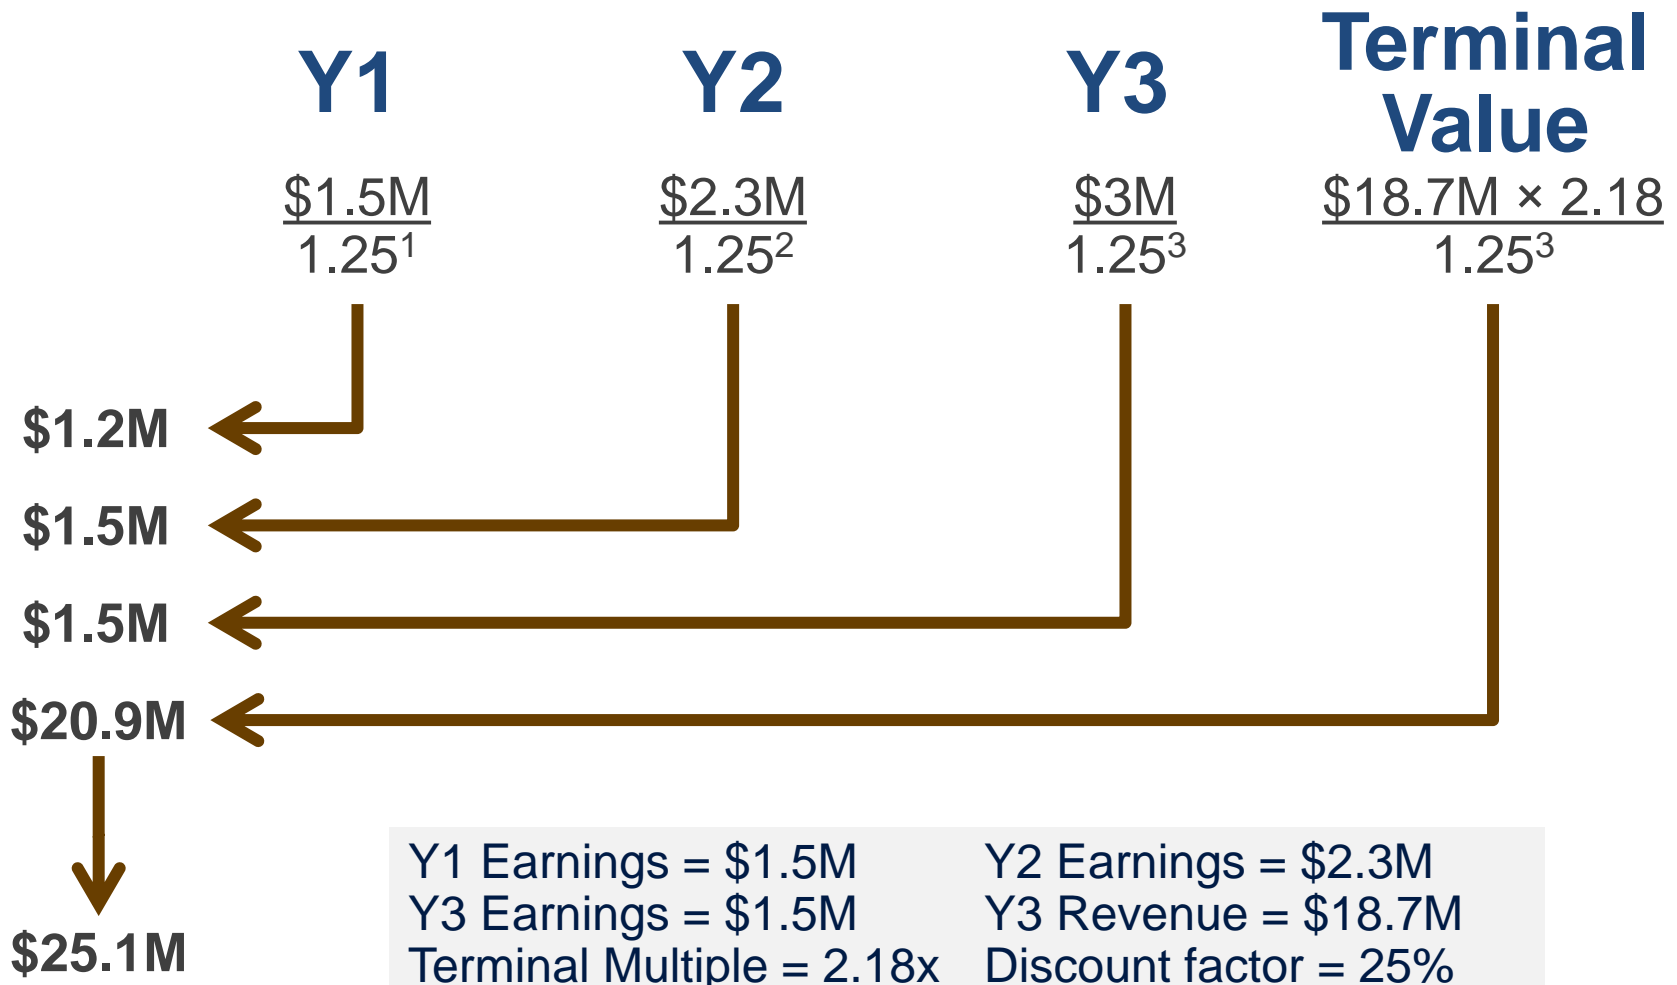 Y1 Y2 Y3 Terminal
Value
$1.5M $2.3M $3M $18.7M × 2.18
1.25¹ 1.25² 1.25³ 1.25³
$1.2M
$1.5M
$1.5M
$20.9M
$25.1M
Y1 Earnings = $1.5M Y2 Earnings = $2.3M
Y3 Earnings = $1.5M Y3 Revenue = $18.7M
Terminal Multiple = 2.18x Discount factor = 25%